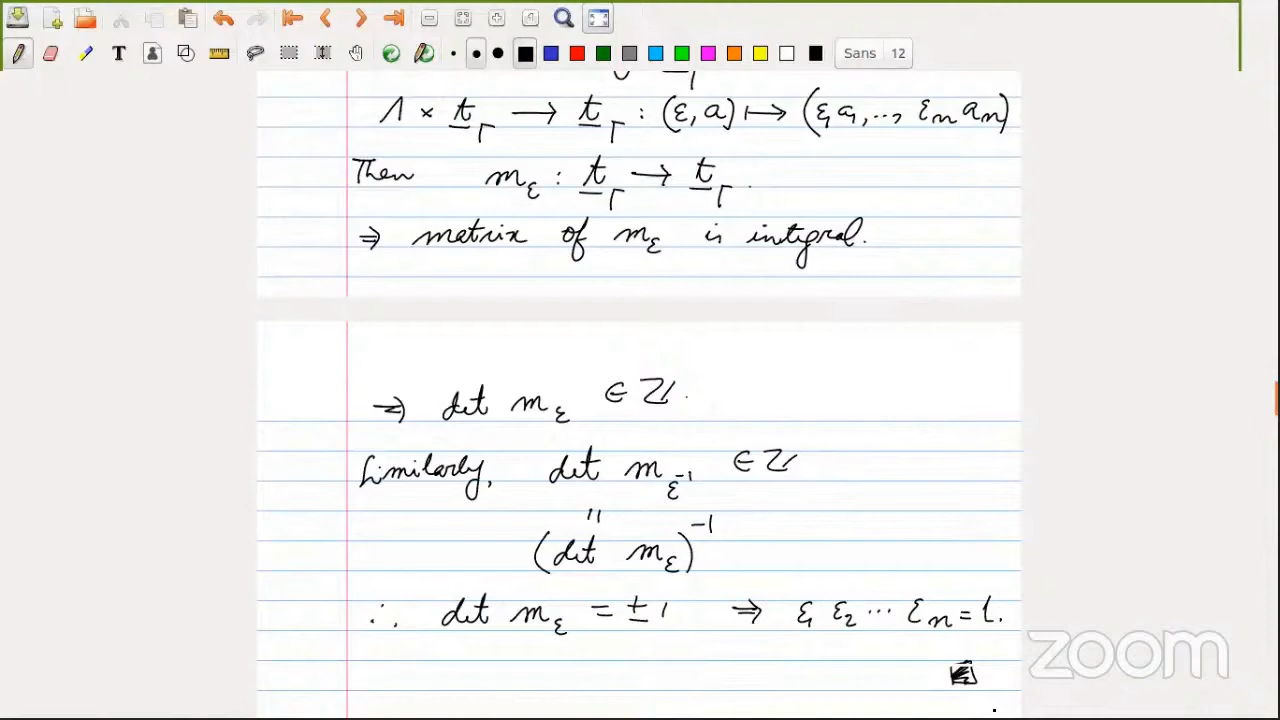 Sans 12
Λ × t_Γ → t_Γ : (ε, a) ↦ (ε₁a₁, ..., εₙaₙ)
Then m_ε : t_Γ → t_Γ.
⇒ matrix of m_ε is integral.
⇒ det m_ε ∈ ℤ.
Similarly, det m_ε⁻¹ ∈ ℤ
"
(det m_ε)⁻¹
∴ det m_ε = ±1 ⇒ ε₁ ε₂ ... εₙ = 1.
zoom